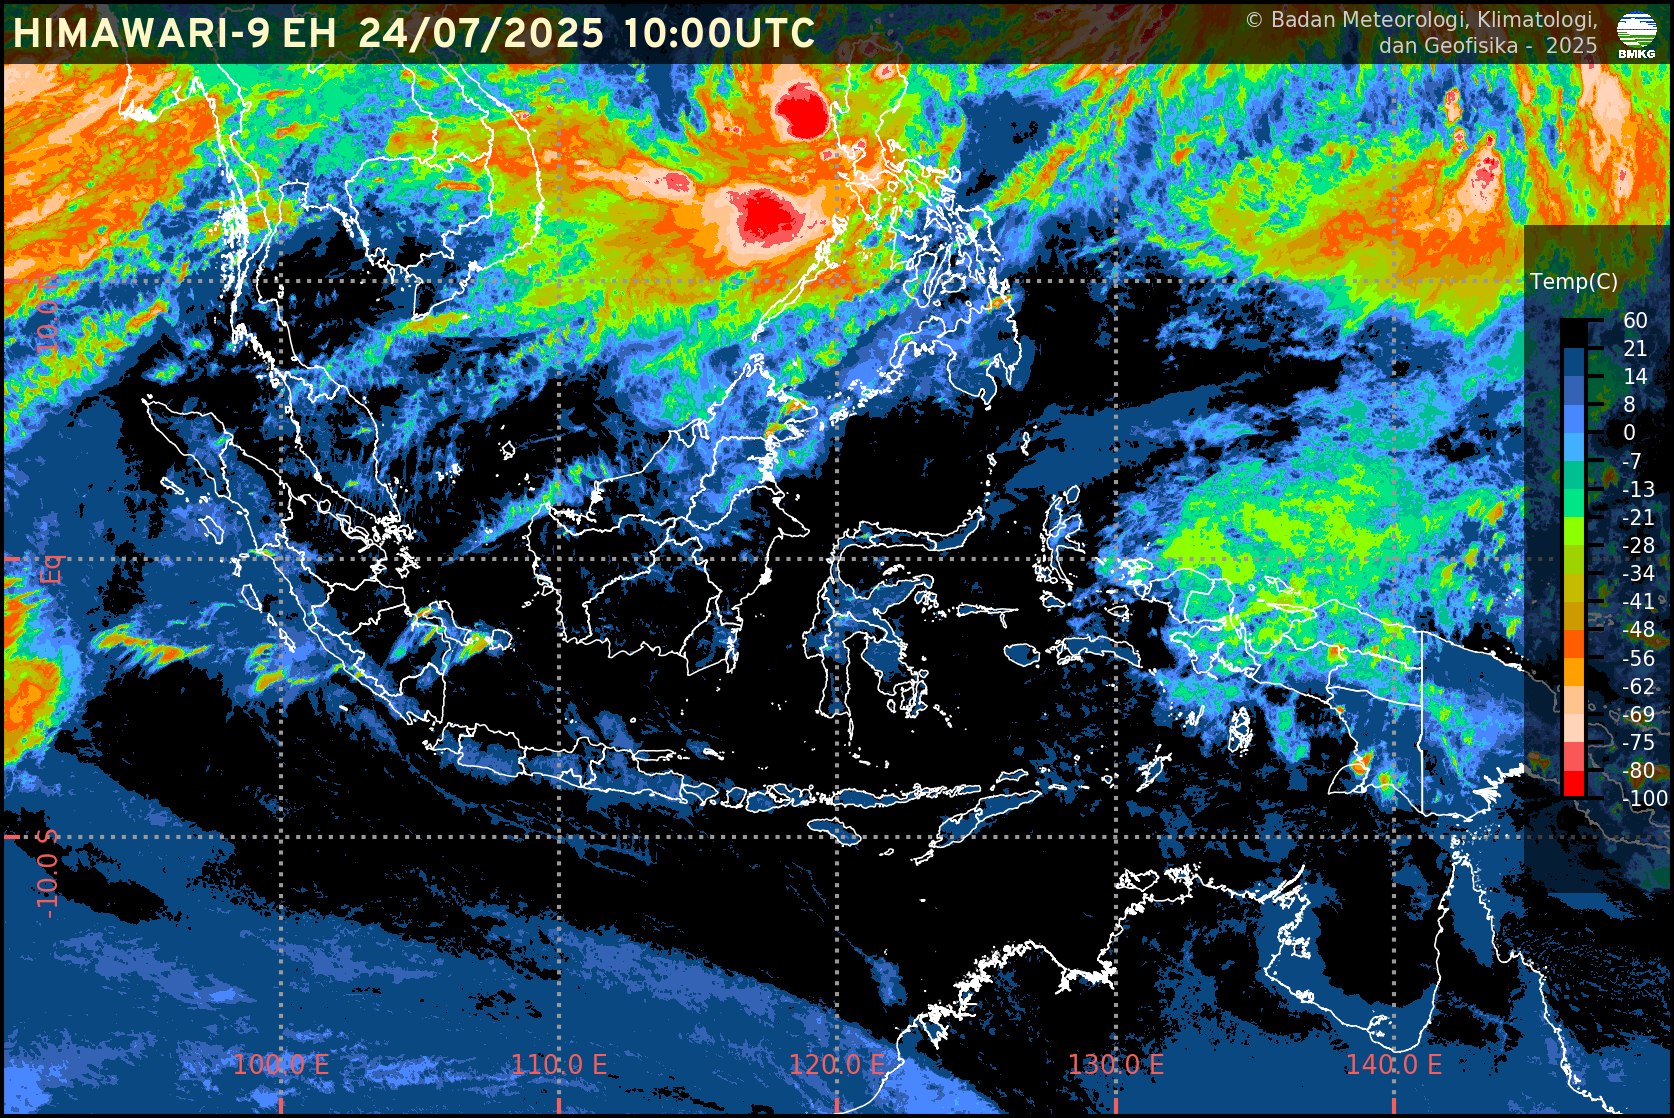 HIMAWARI-9 EH 24/07/2025 10:00UTC
© Badan Meteorologi, Klimatologi,
dan Geofisika - 2025
BMKG
Temp(C)
60
21
14
8
0
-7
-13
-21
-28
-34
-41
-48
-56
-62
-69
-75
-80
-100
10.0 N
Eq
-10.0 S
100.0 E
110.0 E
120.0 E
130.0 E
140.0 E